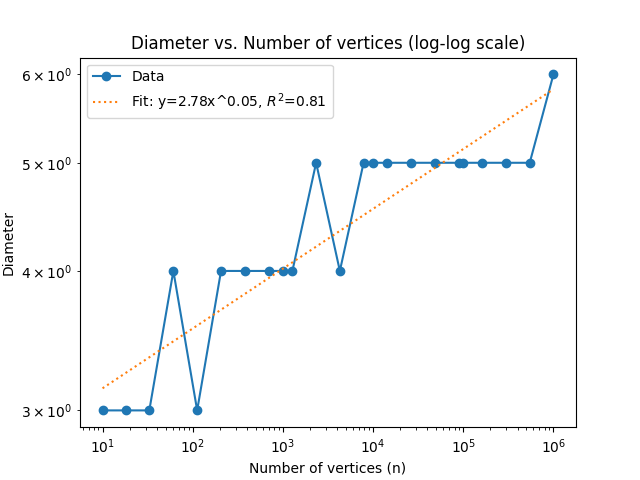 Diameter vs. Number of vertices (log-log scale)
Data
Fit: y=2.78x^0.05, $R^2$=0.81
6 × 10⁰
5 × 10⁰
4 × 10⁰
3 × 10⁰
Diameter
10¹ 10² 10³ 10⁴ 10⁵ 10⁶
Number of vertices (n)